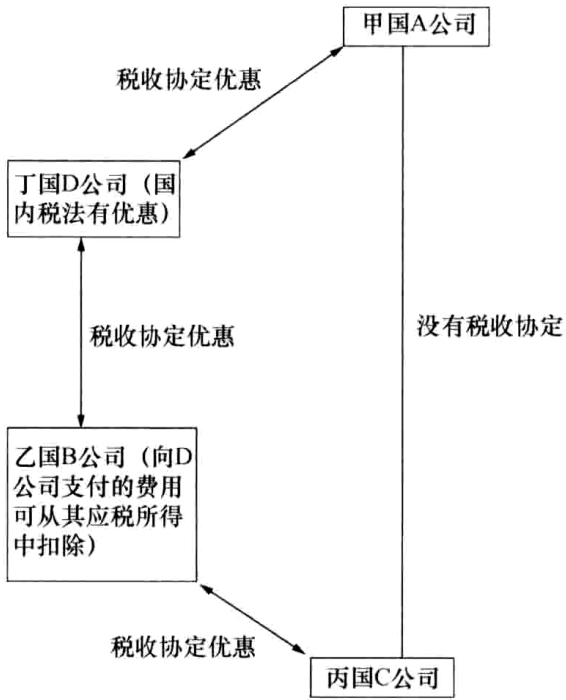 甲国A公司
税收协定优惠
丁国D公司（国
内税法有优惠）
税收协定优惠
没有税收协定
乙国B公司（向D
公司支付的费用
可从其应税所得
中扣除）
税收协定优惠
丙国C公司